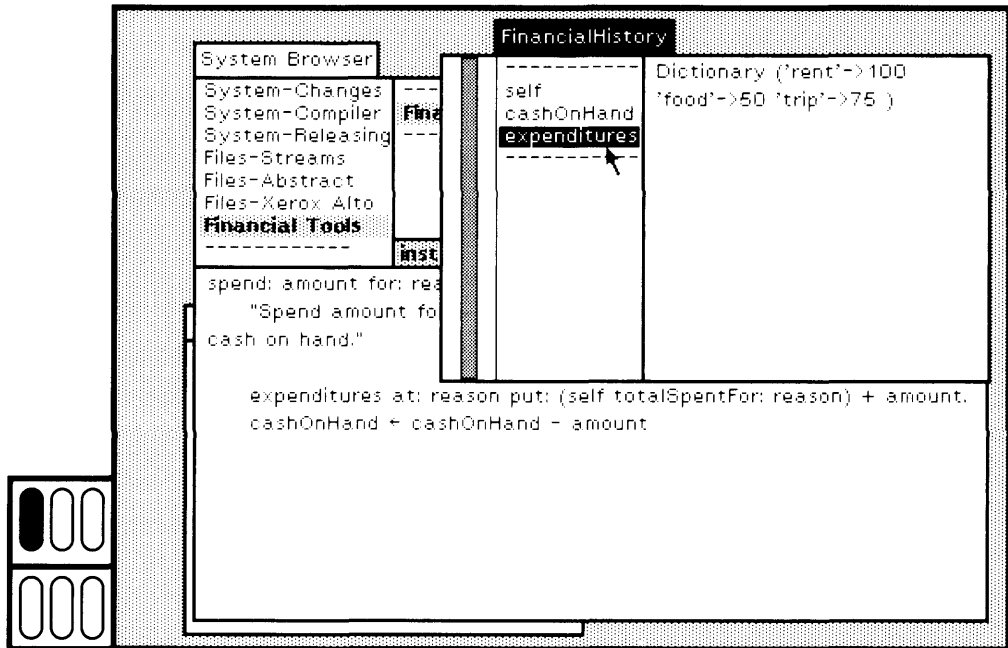 FinancialHistory
System Browser
System-Changes
System-Compiler
System-Releasing
Files-Streams
Files-Abstract
Files-Xerox Alto
Financial Tools
--------------
----
Fina
----
inst
--------------
self
cashOnHand
expenditures
--------------
Dictionary ('rent'->100
'food'->50 'trip'->75 )
spend: amount for: rea
"Spend amount fo
cash on hand."
expenditures at: reason put: (self totalSpentFor: reason) + amount.
cashOnHand ← cashOnHand - amount